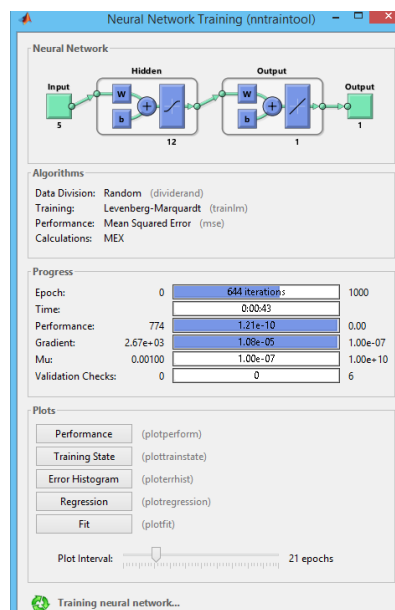 Neural Network Training (nntraintool)
Neural Network
Hidden Output
Input Output
W W
+ +
b b
5 1
12 1
Algorithms
Data Division: Random (dividerand)
Training: Levenberg-Marquardt (trainlm)
Performance: Mean Squared Error (mse)
Calculations: MEX
Progress
Epoch: 0 644 iterations 1000
Time: 0:00:43
Performance: 774 1.21e-10 0.00
Gradient: 2.67e+03 1.08e-05 1.00e-07
Mu: 0.00100 1.00e-07 1.00e+10
Validation Checks: 0 0 6
Plots
Performance (plotperform)
Training State (plottrainstate)
Error Histogram (ploterrhist)
Regression (plotregression)
Fit (plotfit)
Plot Interval: 21 epochs
Training neural network...